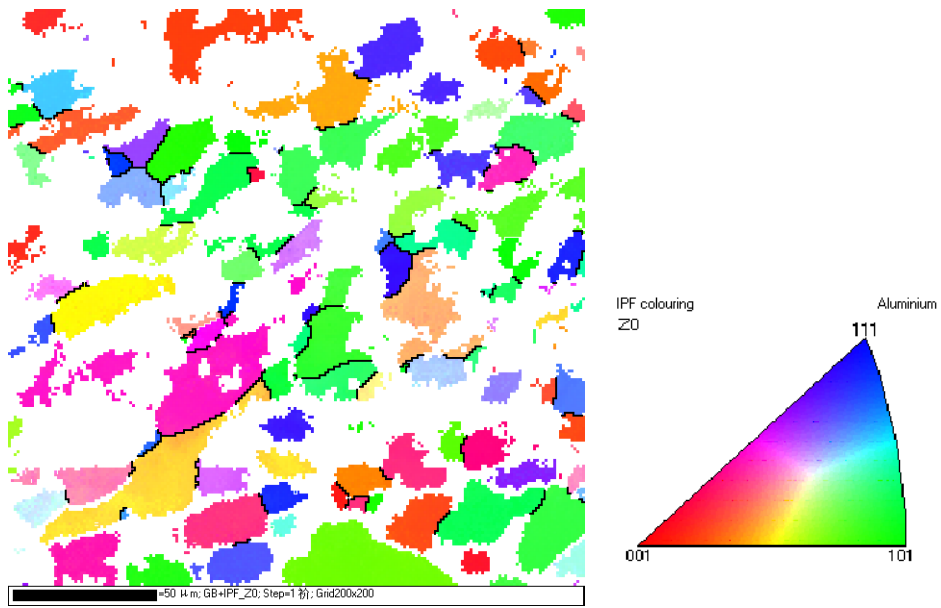 IPF colouring
Aluminium
Z0
111
001
101
=50 μm; GB+IPF_Z0; Step=1 祄; Grid200x200